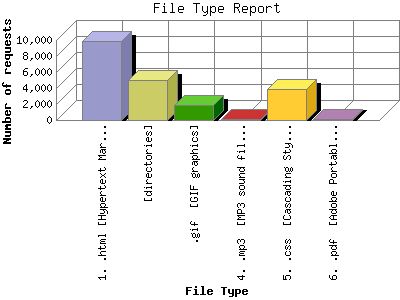 File Type Report
Number of requests
10,000
8,000
6,000
4,000
2,000
0
1. .html [Hypertext Mar...
[directories]
.gif [GIF graphics]
4. .mp3 [MP3 sound fil...
5. .css [Cascading Sty...
6. .pdf [Adobe Portabl...
File Type